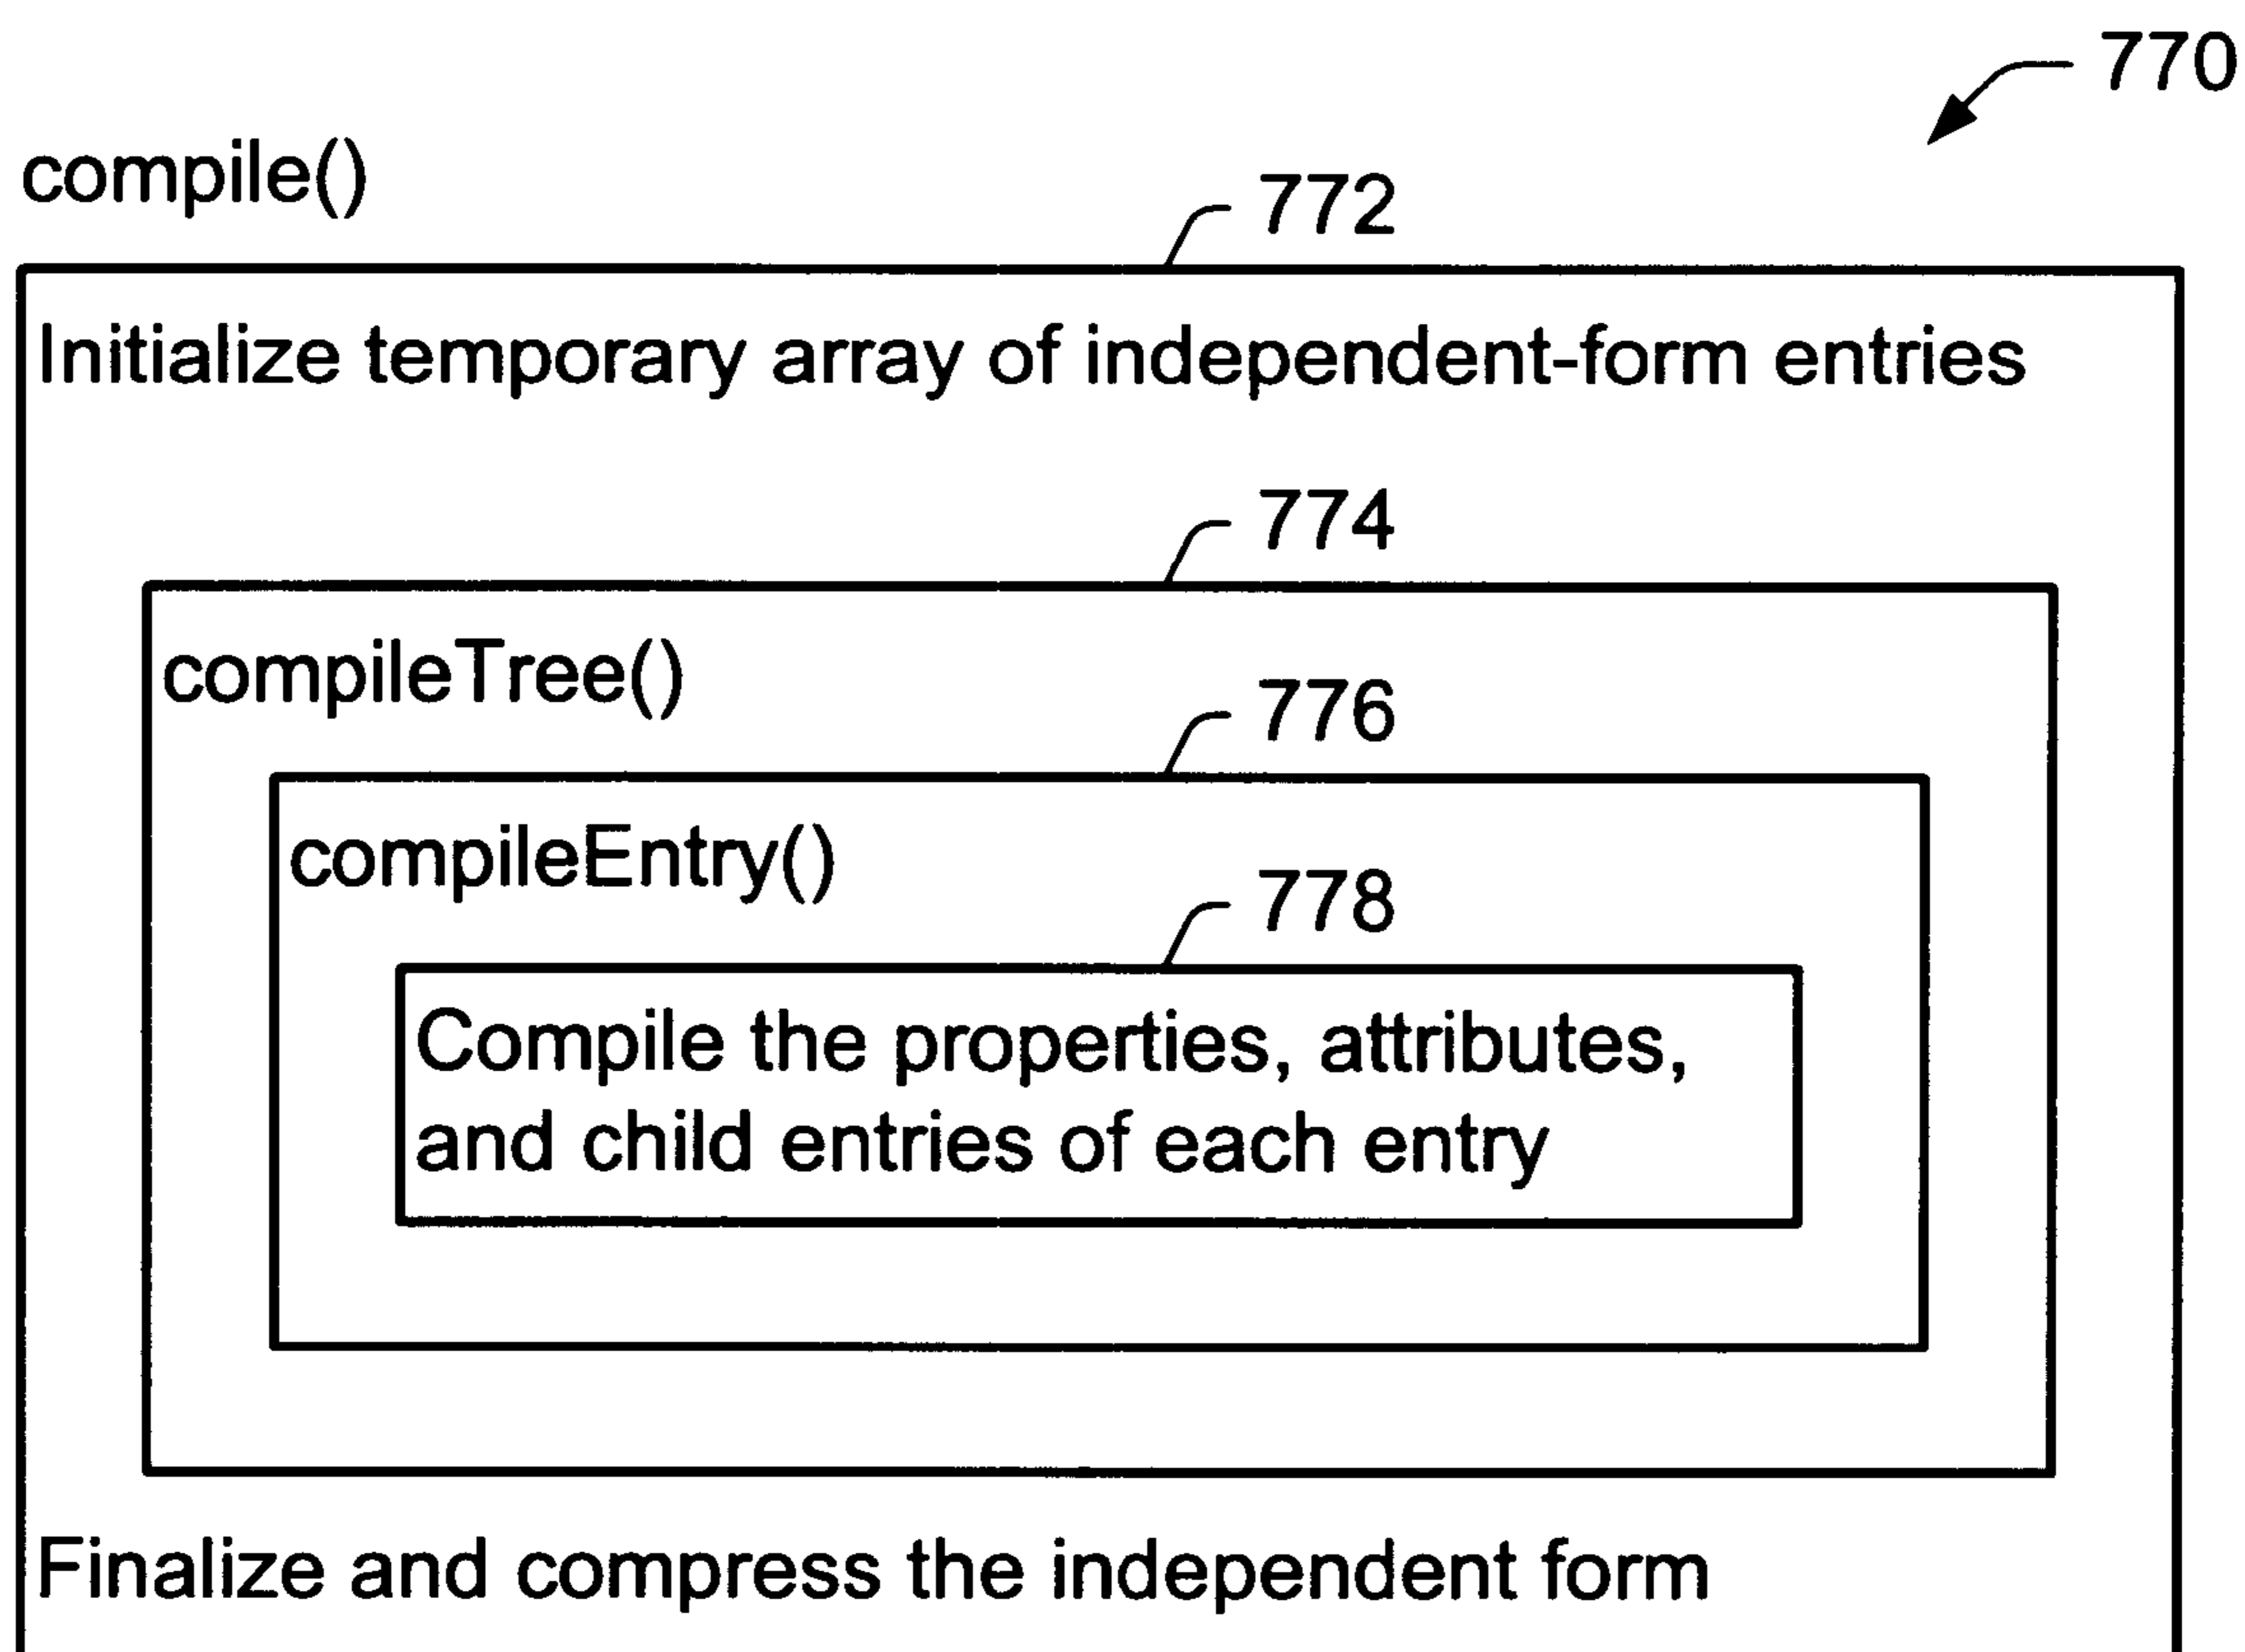 770
compile()
772
Initialize temporary array of independent-form entries
774
compileTree()
776
compileEntry()
778
Compile the properties, attributes,
and child entries of each entry
Finalize and compress the independent form